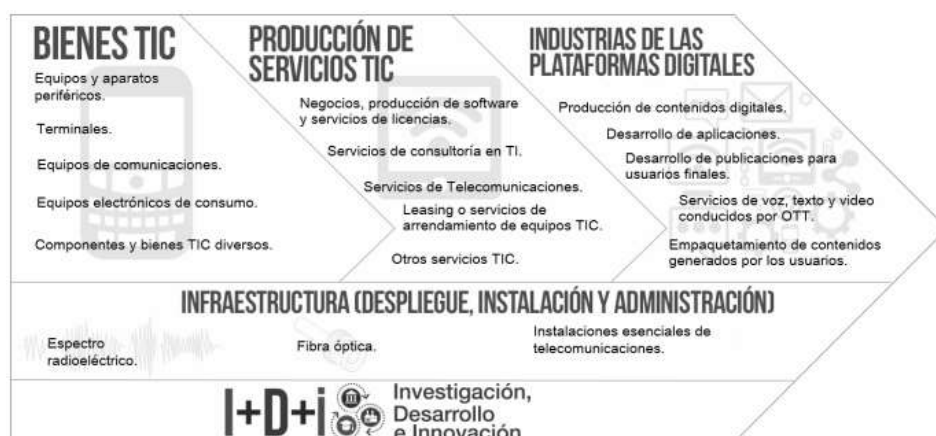 BIENES TIC
Equipos y aparatos
periféricos.
Terminales.
Equipos de comunicaciones.
Equipos electrónicos de consumo.
Componentes y bienes TIC diversos.
PRODUCCIÓN DE
SERVICIOS TIC
Negocios, producción de software
y servicios de licencias.
Servicios de consultoría en TI.
Servicios de Telecomunicaciones.
Leasing o servicios de
arrendamiento de equipos TIC.
Otros servicios TIC.
INDUSTRIAS DE LAS
PLATAFORMAS DIGITALES
Producción de contenidos digitales.
Desarrollo de aplicaciones.
Desarrollo de publicaciones para
usuarios finales.
Servicios de voz, texto y video
conducidos por OTT.
Empaquetamiento de contenidos
generados por los usuarios.
INFRAESTRUCTURA (DESPLIEGUE, INSTALACIÓN Y ADMINISTRACIÓN)
Espectro
radioeléctrico.
Fibra óptica.
Instalaciones esenciales de
telecomunicaciones.
I+D+i
Investigación,
Desarrollo
e Innovación